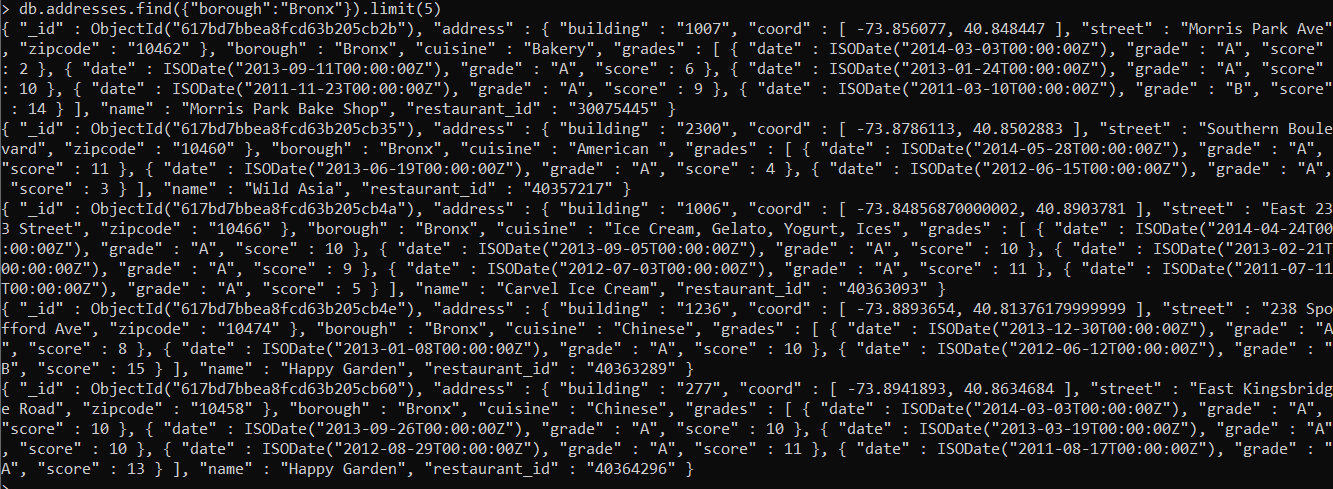 > db.addresses.find({"borough":"Bronx"}).limit(5)
{ "_id" : ObjectId("617bd7bbea8fcd63b205cb2b"), "address" : { "building" : "1007", "coord" : [ -73.856077, 40.848447 ], "street" : "Morris Park Ave"
, "zipcode" : "10462" }, "borough" : "Bronx", "cuisine" : "Bakery", "grades" : [ { "date" : ISODate("2014-03-03T00:00:00Z"), "grade" : "A", "score"
: 2 }, { "date" : ISODate("2013-09-11T00:00:00Z"), "grade" : "A", "score" : 6 }, { "date" : ISODate("2013-01-24T00:00:00Z"), "grade" : "A", "score"
: 10 }, { "date" : ISODate("2011-11-23T00:00:00Z"), "grade" : "A", "score" : 9 }, { "date" : ISODate("2011-03-10T00:00:00Z"), "grade" : "B", "score"
: 14 } ], "name" : "Morris Park Bake Shop", "restaurant_id" : "30075445" }
{ "_id" : ObjectId("617bd7bbea8fcd63b205cb35"), "address" : { "building" : "2300", "coord" : [ -73.8786113, 40.8502883 ], "street" : "Southern Boule
vard", "zipcode" : "10460" }, "borough" : "Bronx", "cuisine" : "American ", "grades" : [ { "date" : ISODate("2014-05-28T00:00:00Z"), "grade" : "A",
"score" : 11 }, { "date" : ISODate("2013-06-19T00:00:00Z"), "grade" : "A", "score" : 4 }, { "date" : ISODate("2012-06-15T00:00:00Z"), "grade" : "A",
"score" : 3 } ], "name" : "Wild Asia", "restaurant_id" : "40357217" }
{ "_id" : ObjectId("617bd7bbea8fcd63b205cb4a"), "address" : { "building" : "1006", "coord" : [ -73.84856870000002, 40.8903781 ], "street" : "East 23
3 Street", "zipcode" : "10466" }, "borough" : "Bronx", "cuisine" : "Ice Cream, Gelato, Yogurt, Ices", "grades" : [ { "date" : ISODate("2014-04-24T00
:00:00Z"), "grade" : "A", "score" : 10 }, { "date" : ISODate("2013-09-05T00:00:00Z"), "grade" : "A", "score" : 10 }, { "date" : ISODate("2013-02-21T
00:00:00Z"), "grade" : "A", "score" : 9 }, { "date" : ISODate("2012-07-03T00:00:00Z"), "grade" : "A", "score" : 11 }, { "date" : ISODate("2011-07-11
T00:00:00Z"), "grade" : "A", "score" : 5 } ], "name" : "Carvel Ice Cream", "restaurant_id" : "40363093" }
{ "_id" : ObjectId("617bd7bbea8fcd63b205cb4e"), "address" : { "building" : "1236", "coord" : [ -73.8893654, 40.81376179999999 ], "street" : "238 Spo
fford Ave", "zipcode" : "10474" }, "borough" : "Bronx", "cuisine" : "Chinese", "grades" : [ { "date" : ISODate("2013-12-30T00:00:00Z"), "grade" : "A
", "score" : 8 }, { "date" : ISODate("2013-01-08T00:00:00Z"), "grade" : "A", "score" : 10 }, { "date" : ISODate("2012-06-12T00:00:00Z"), "grade" : "
B", "score" : 15 } ], "name" : "Happy Garden", "restaurant_id" : "40363289" }
{ "_id" : ObjectId("617bd7bbea8fcd63b205cb60"), "address" : { "building" : "277", "coord" : [ -73.8941893, 40.8634684 ], "street" : "East Kingsbridg
e Road", "zipcode" : "10458" }, "borough" : "Bronx", "cuisine" : "Chinese", "grades" : [ { "date" : ISODate("2014-03-03T00:00:00Z"), "grade" : "A",
"score" : 10 }, { "date" : ISODate("2013-09-26T00:00:00Z"), "grade" : "A", "score" : 10 }, { "date" : ISODate("2013-03-19T00:00:00Z"), "grade" : "A"
, "score" : 10 }, { "date" : ISODate("2012-08-29T00:00:00Z"), "grade" : "A", "score" : 11 }, { "date" : ISODate("2011-08-17T00:00:00Z"), "grade" : "
A", "score" : 13 } ], "name" : "Happy Garden", "restaurant_id" : "40364296" }
>